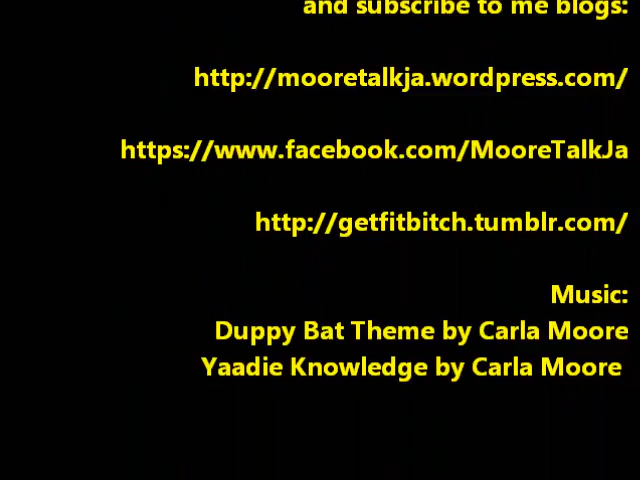 and subscribe to me blogs:
http://mooretalkja.wordpress.com/
https://www.facebook.com/MooreTalkJa
http://getfitbitch.tumblr.com/
Music:
Duppy Bat Theme by Carla Moore
Yaadie Knowledge by Carla Moore